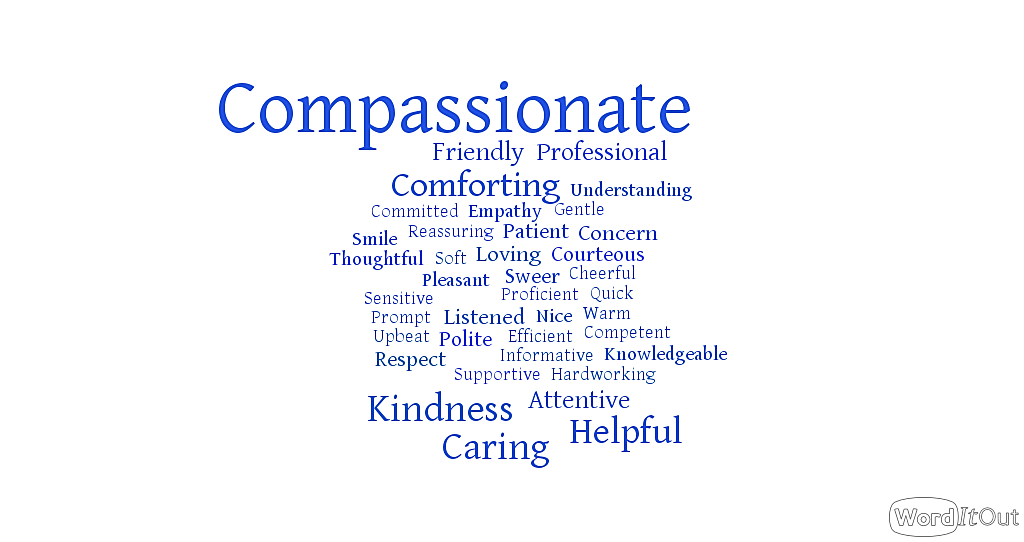 Compassionate
Friendly Professional
Comforting Understanding
Committed Empathy Gentle
Smile Reassuring Patient Concern
Thoughtful Soft Loving Courteous
Pleasant Sweer Cheerful
Sensitive Proficient Quick
Prompt Listened Nice Warm
Upbeat Polite Efficient Competent
Respect Informative Knowledgeable
Supportive Hardworking
Kindness Attentive
Caring Helpful
WordItOut